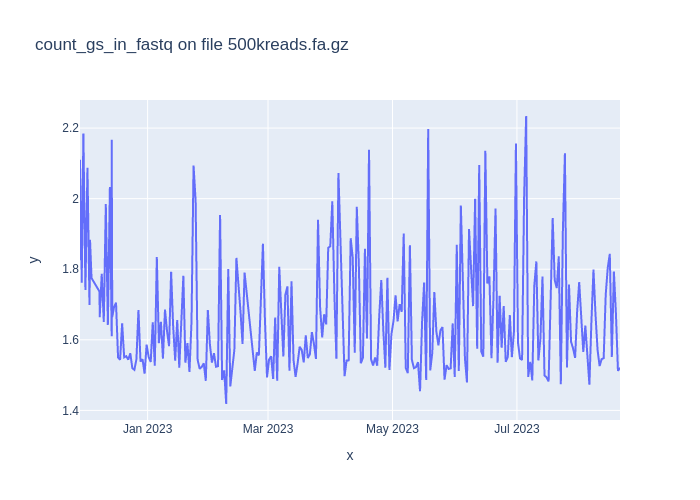 count_gs_in_fastq on file 500kreads.fa.gz
2.2
2
1.8
1.6
1.4
y
Jan 2023
Mar 2023
May 2023
Jul 2023
x